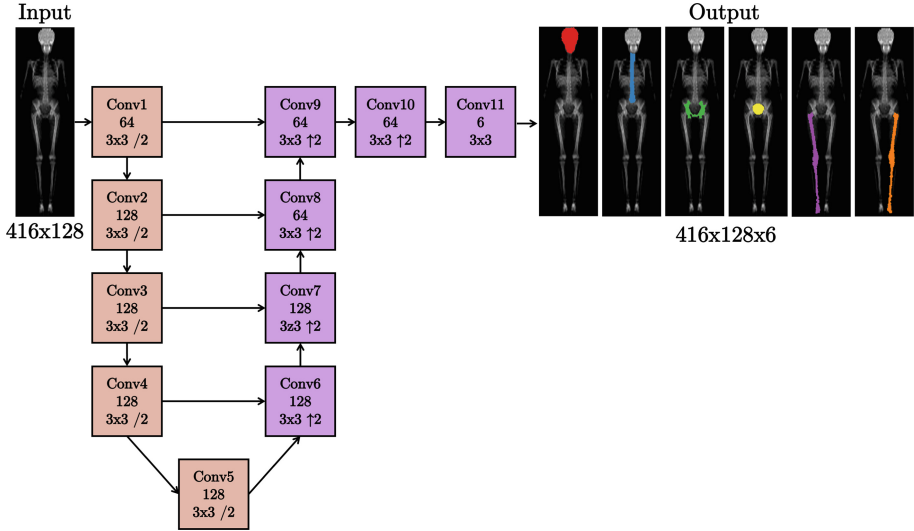 Input
Output
416x128
Conv1
64
3x3 /2
Conv2
128
3x3 /2
Conv3
128
3x3 /2
Conv4
128
3x3 /2
Conv5
128
3x3 /2
Conv6
128
3x3 ↑2
Conv7
128
3z3 ↑2
Conv8
64
3x3 ↑2
Conv9
64
3x3 ↑2
Conv10
64
3x3 ↑2
Conv11
6
3x3
416x128x6